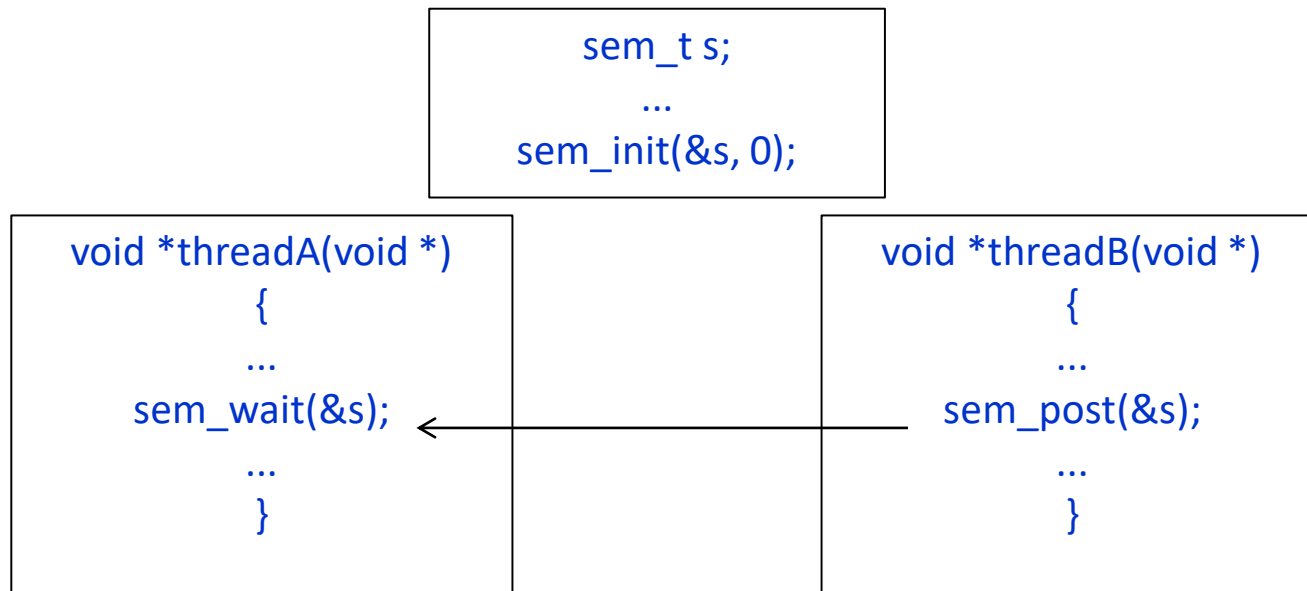 sem_t s;
...
sem_init(&s, 0);
void *threadA(void *)
{
...
sem_wait(&s);
...
}
void *threadB(void *)
{
...
sem_post(&s);
...
}